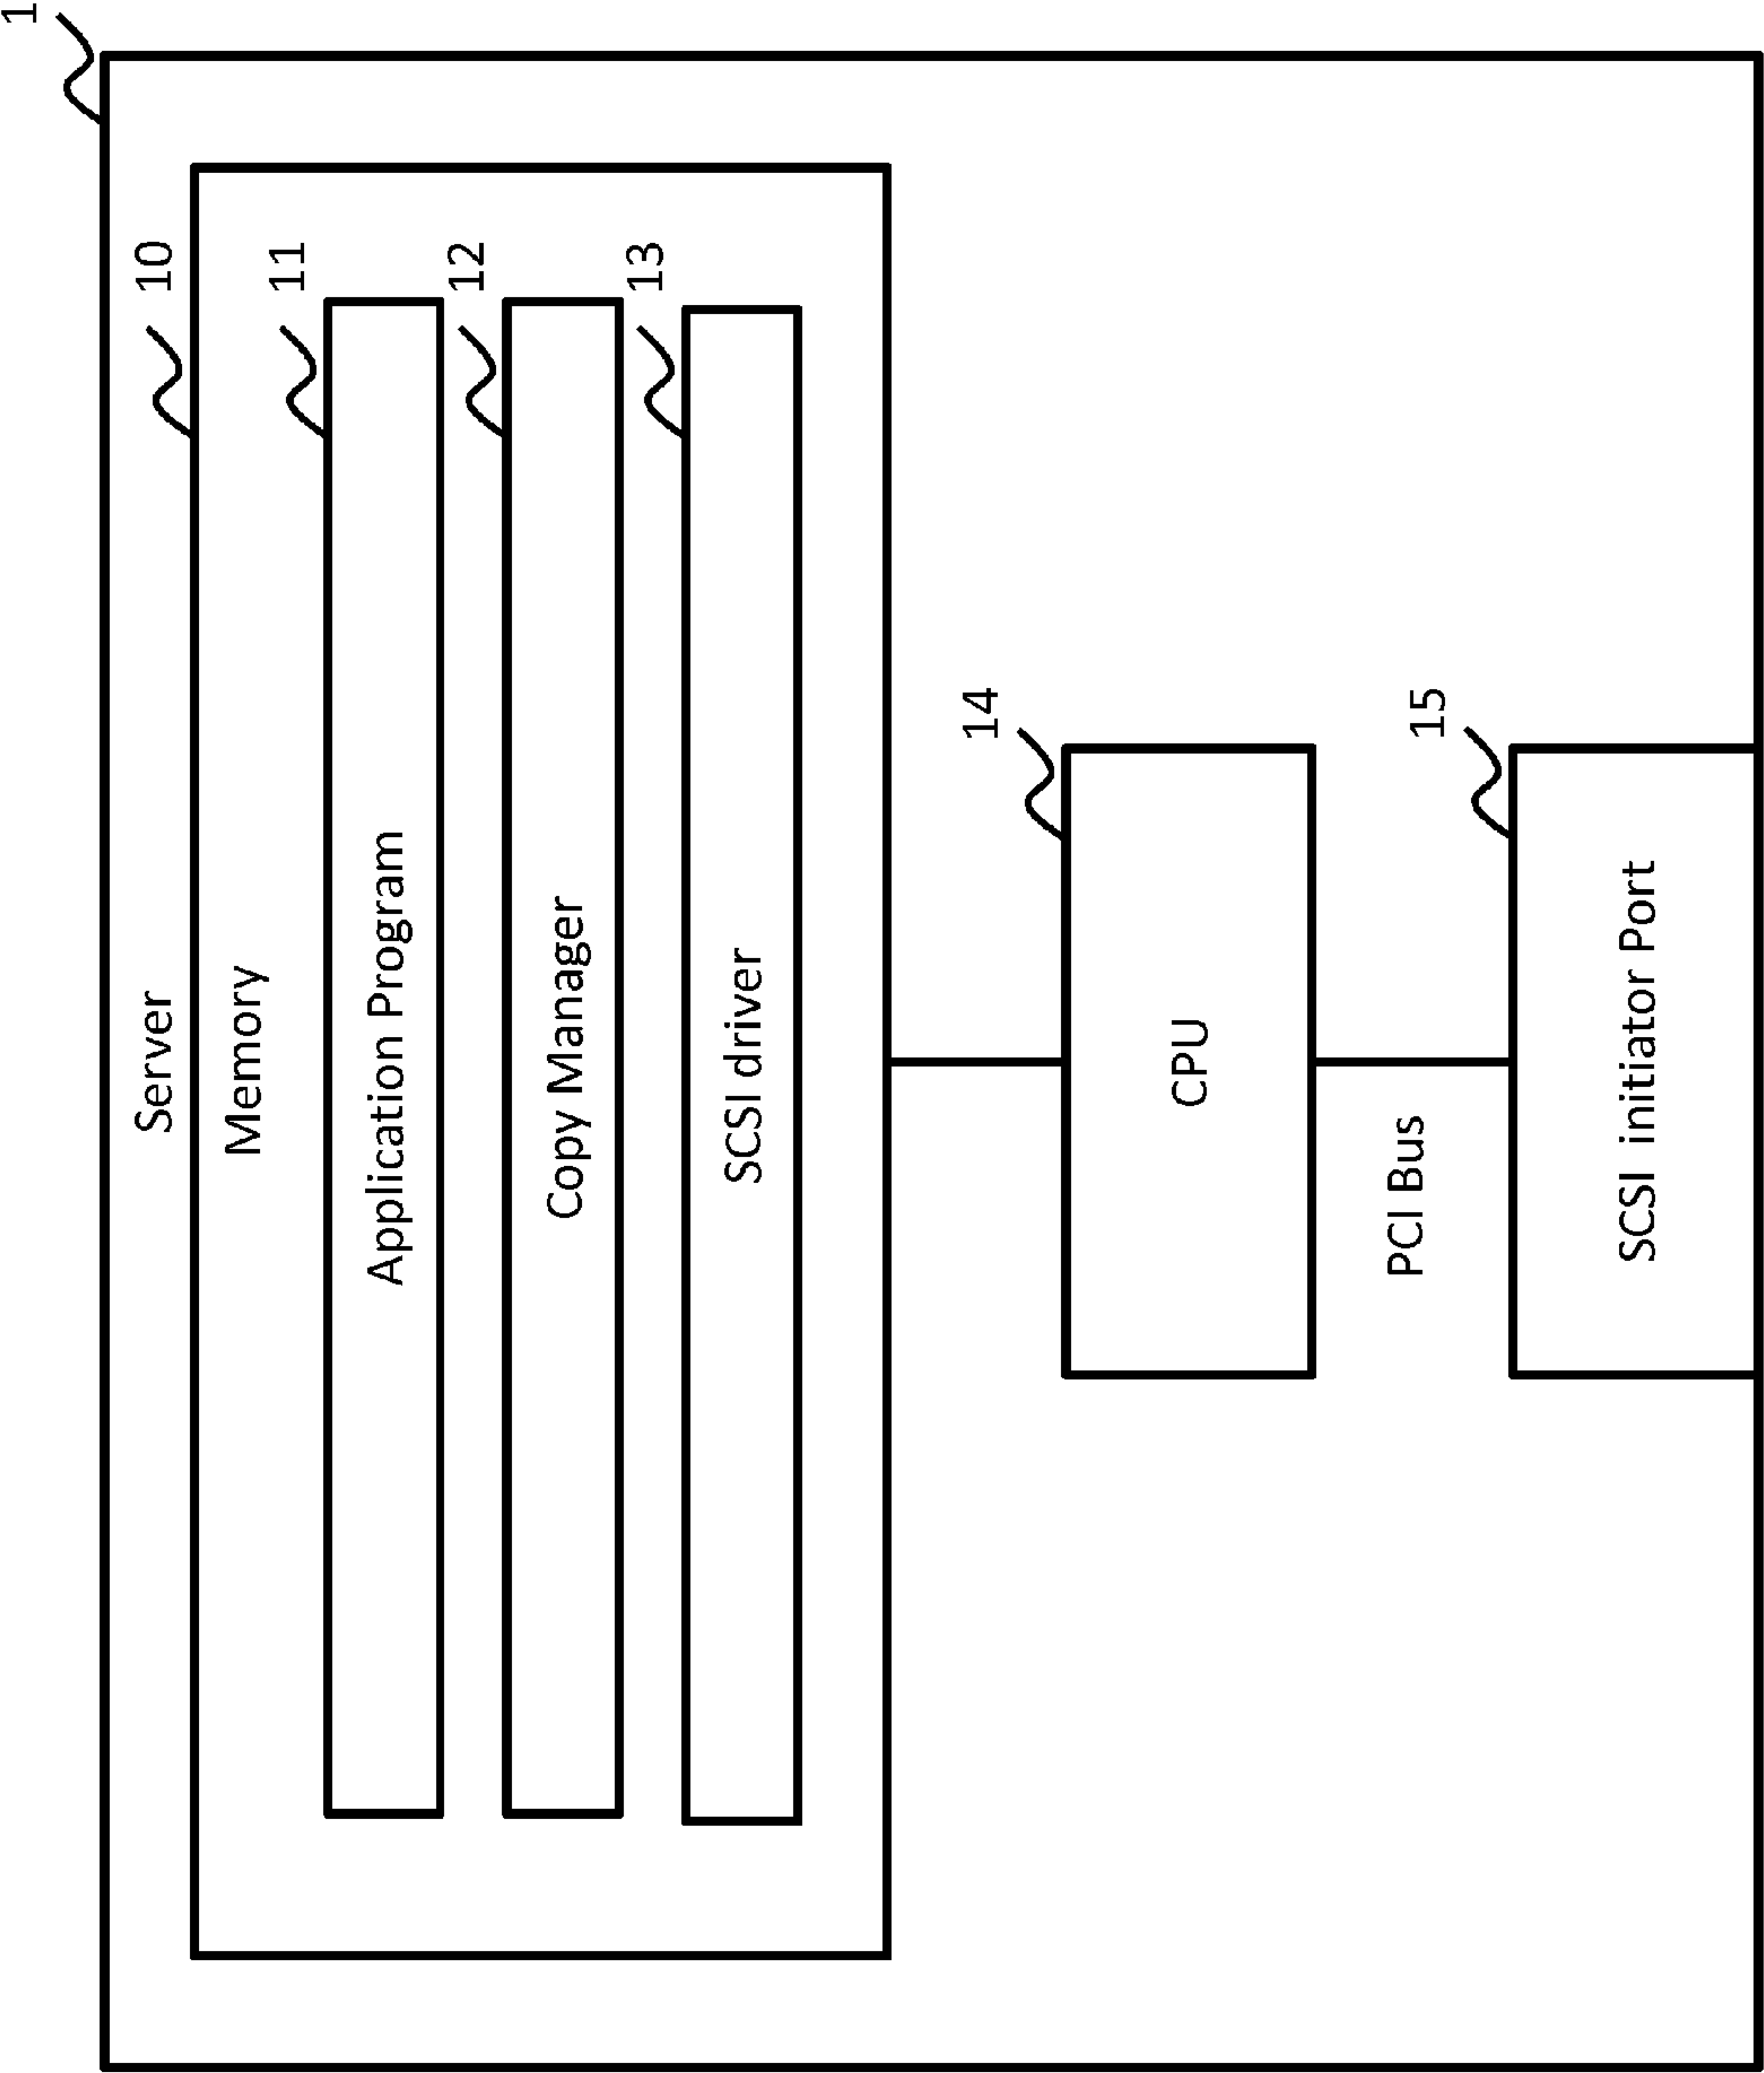 1
Server
10
Memory
11
Application Program
12
Copy Manager
13
SCSI driver
14
CPU
PCI Bus
15
SCSI initiator Port